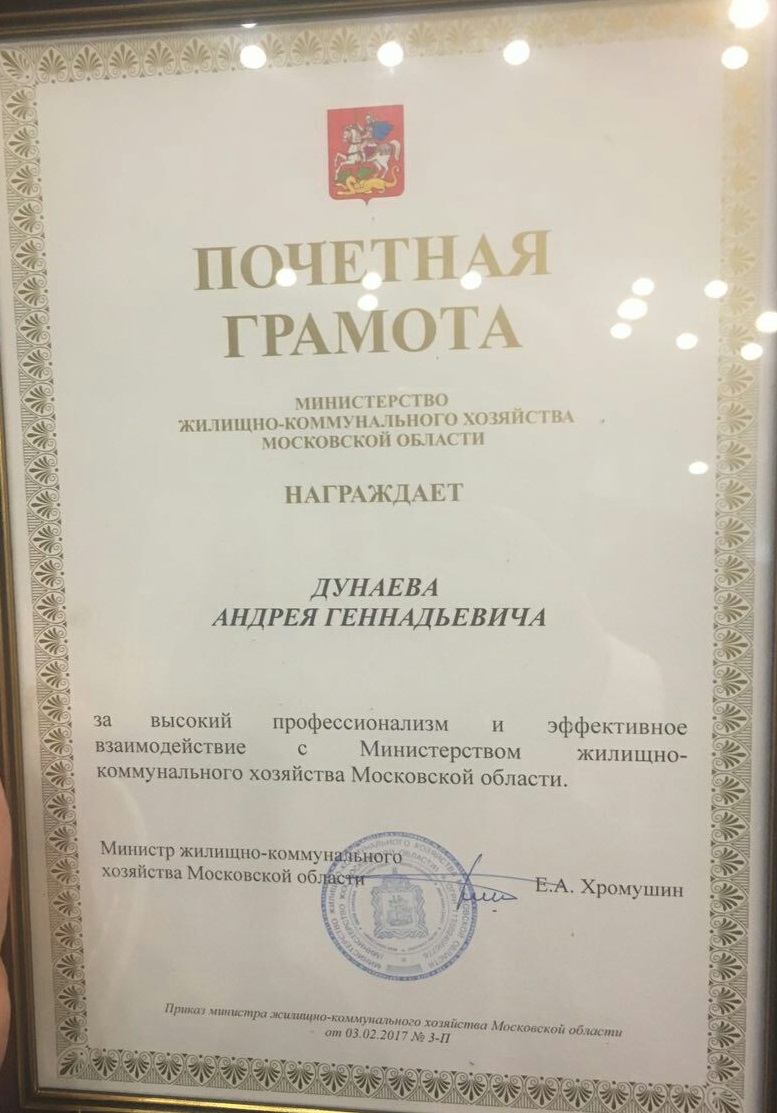 ПОЧЕТНАЯ
ГРАМОТА
МИНИСТЕРСТВО
ЖИЛИЩНО-КОММУНАЛЬНОГО ХОЗЯЙСТВА
МОСКОВСКОЙ ОБЛАСТИ
НАГРАЖДАЕТ
ДУНАЕВА
АНДРЕЯ ГЕННАДЬЕВИЧА
за высокий профессионализм и эффективное
взаимодействие с Министерством жилищно-
коммунального хозяйства Московской области.
Министр жилищно-коммунального
хозяйства Московской области
Е.А. Хромушин
Приказ министра жилищно-коммунального хозяйства Московской области
от 03.02.2017 № 3-П